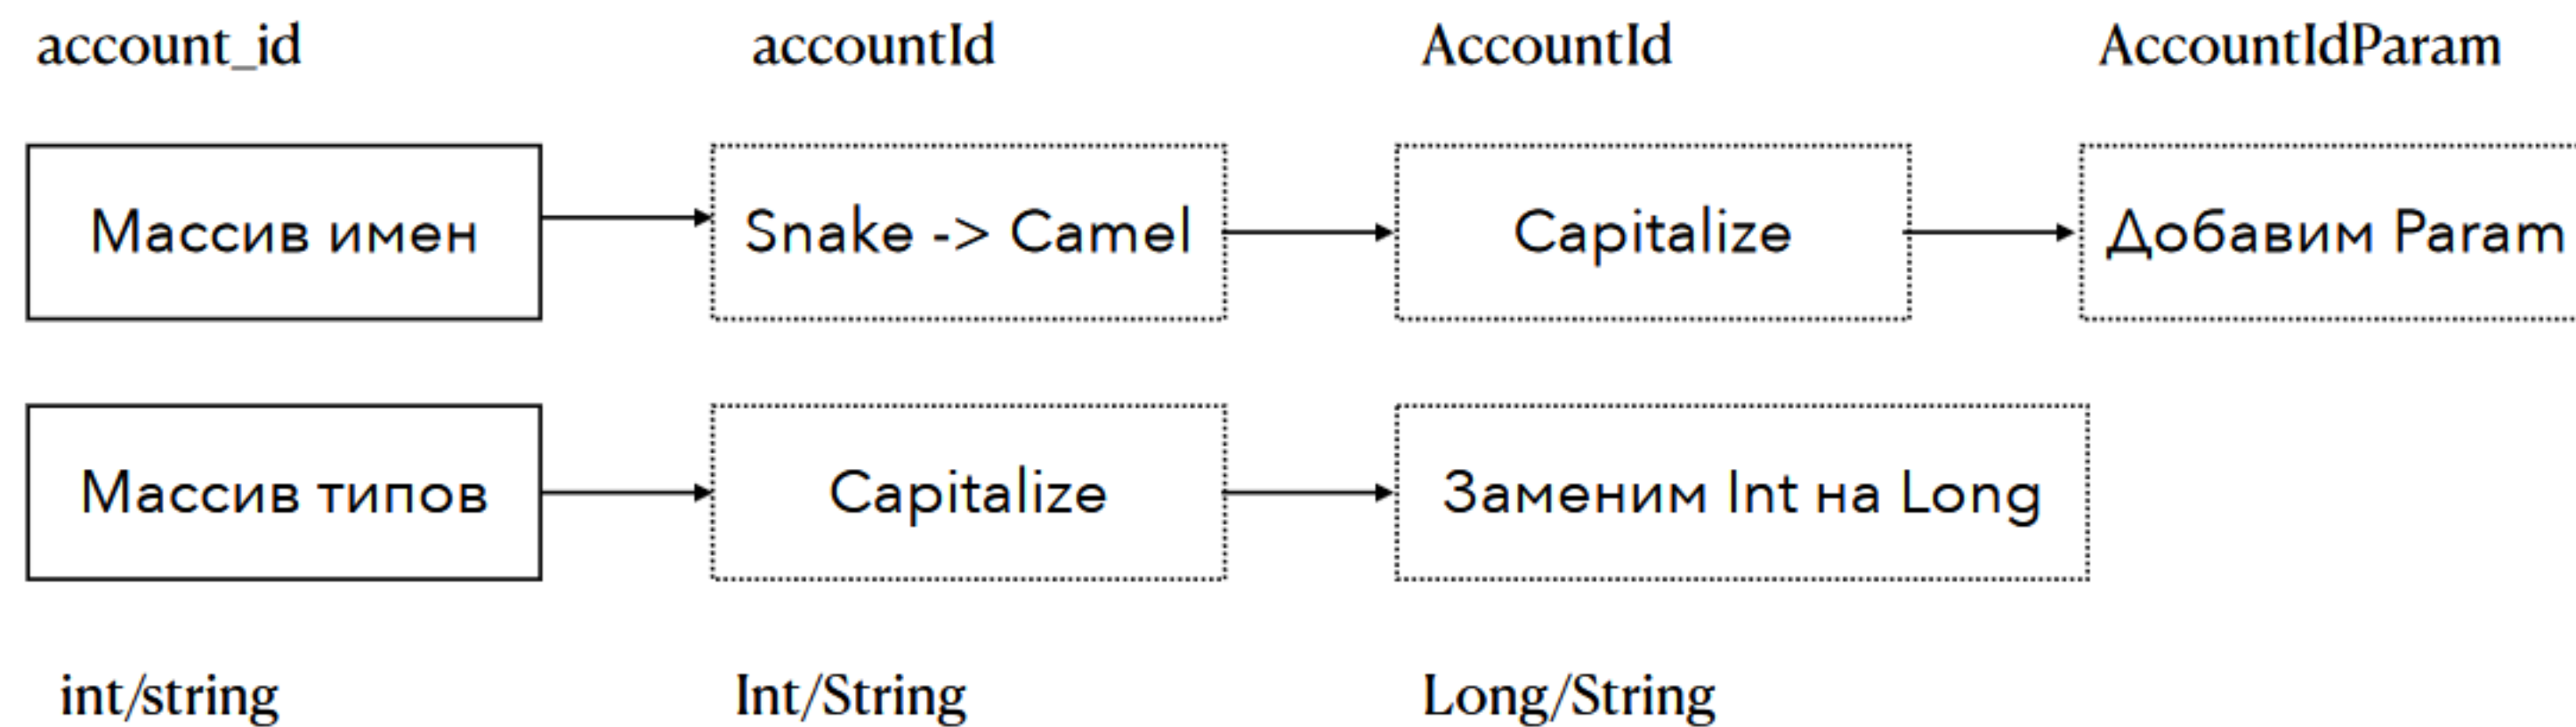 account_id
accountId
AccountId
AccountIdParam
Массив имен
Snake -> Camel
Capitalize
Добавим Param
Массив типов
Capitalize
Заменим Int на Long
int/string
Int/String
Long/String